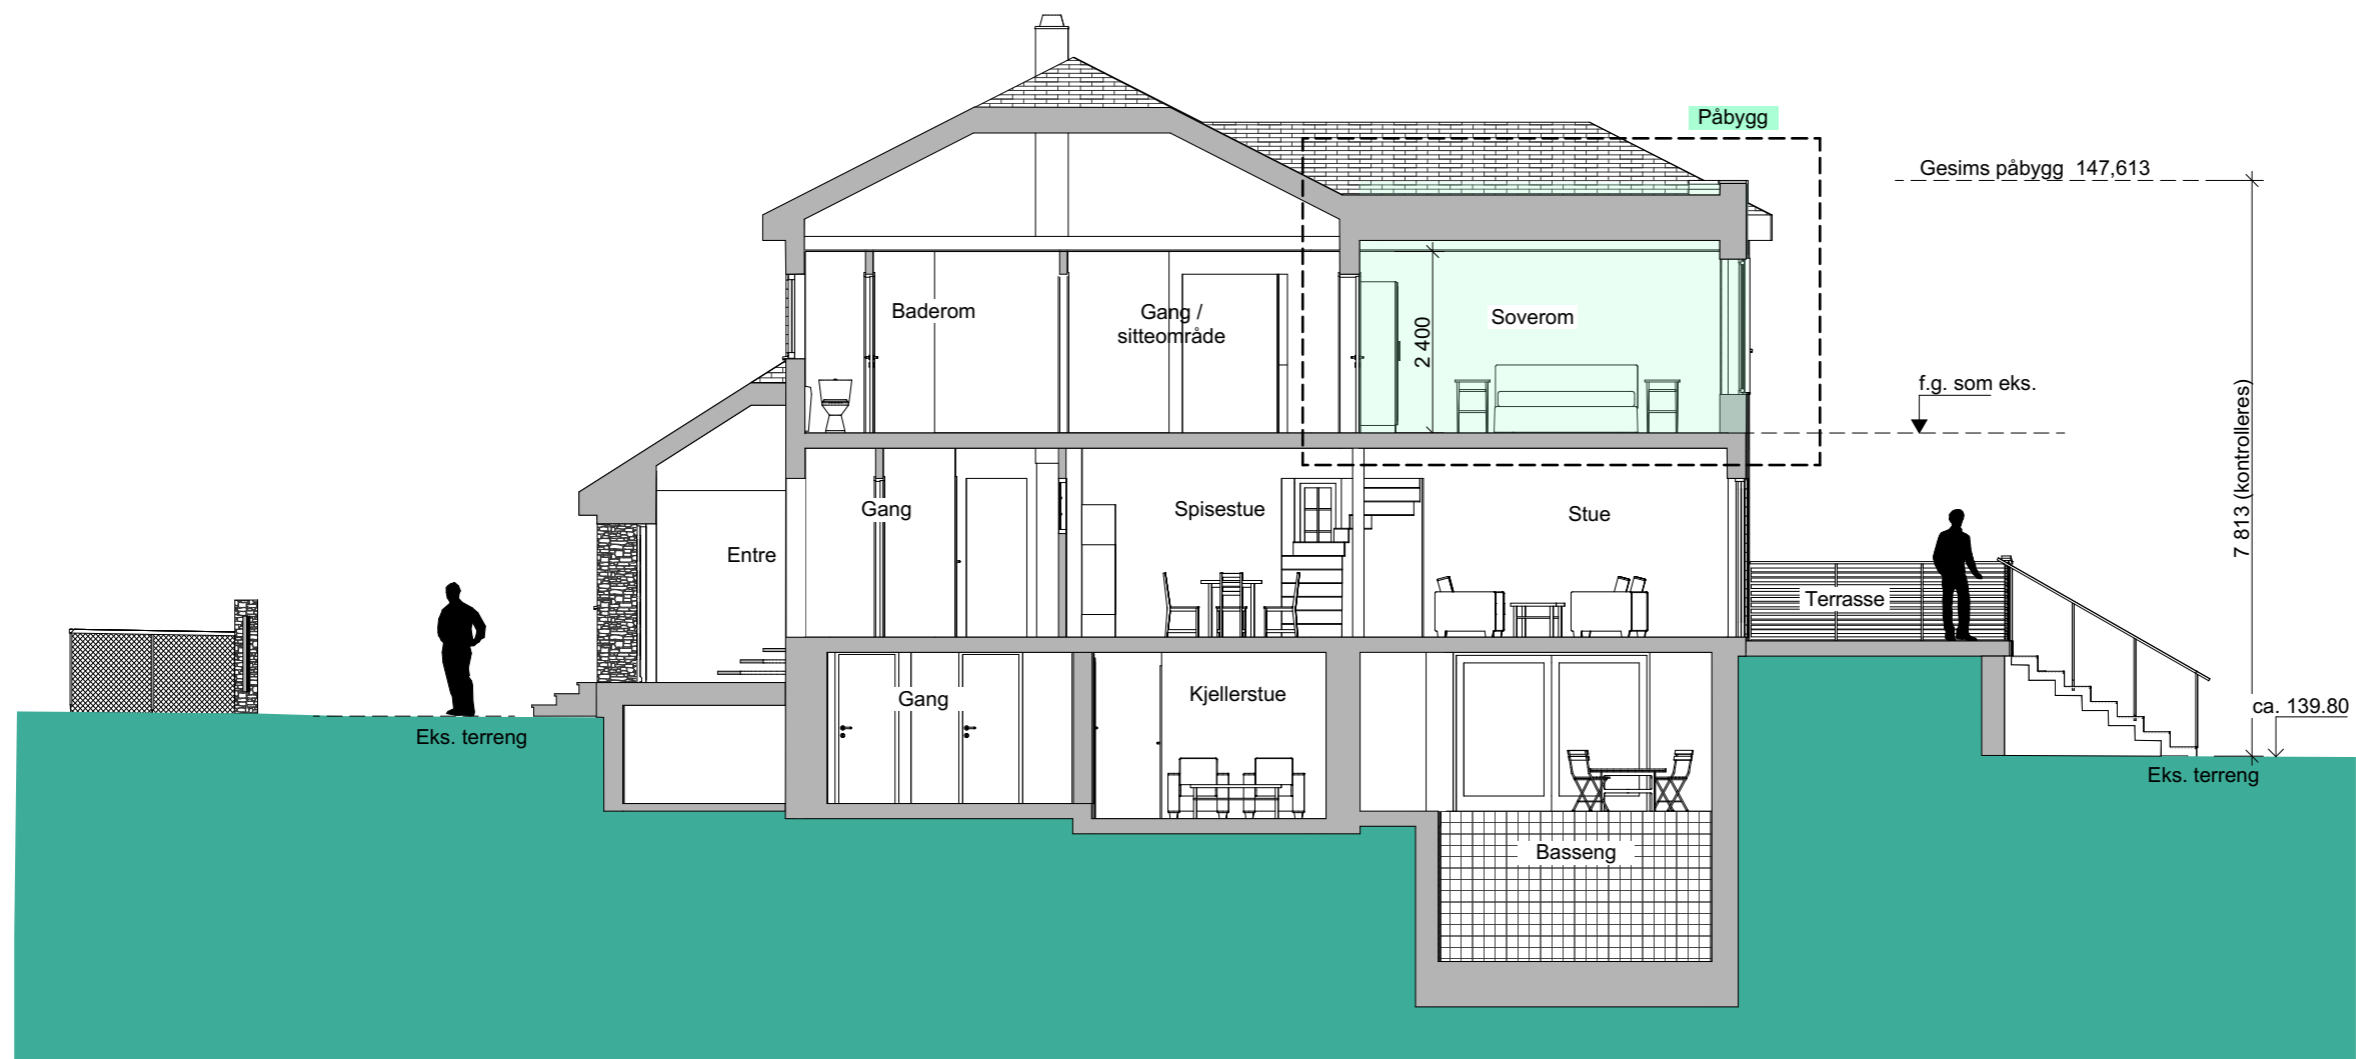 Påbygg
Gesims påbygg 147,613
Baderom
Gang /
sitteområde
2 400
Soverom
f.g. som eks.
7 813 (kontrolleres)
Gang
Spisestue
Stue
Entre
Terrasse
Gang
Kjellerstue
ca. 139.80
Eks. terreng
Eks. terreng
Basseng